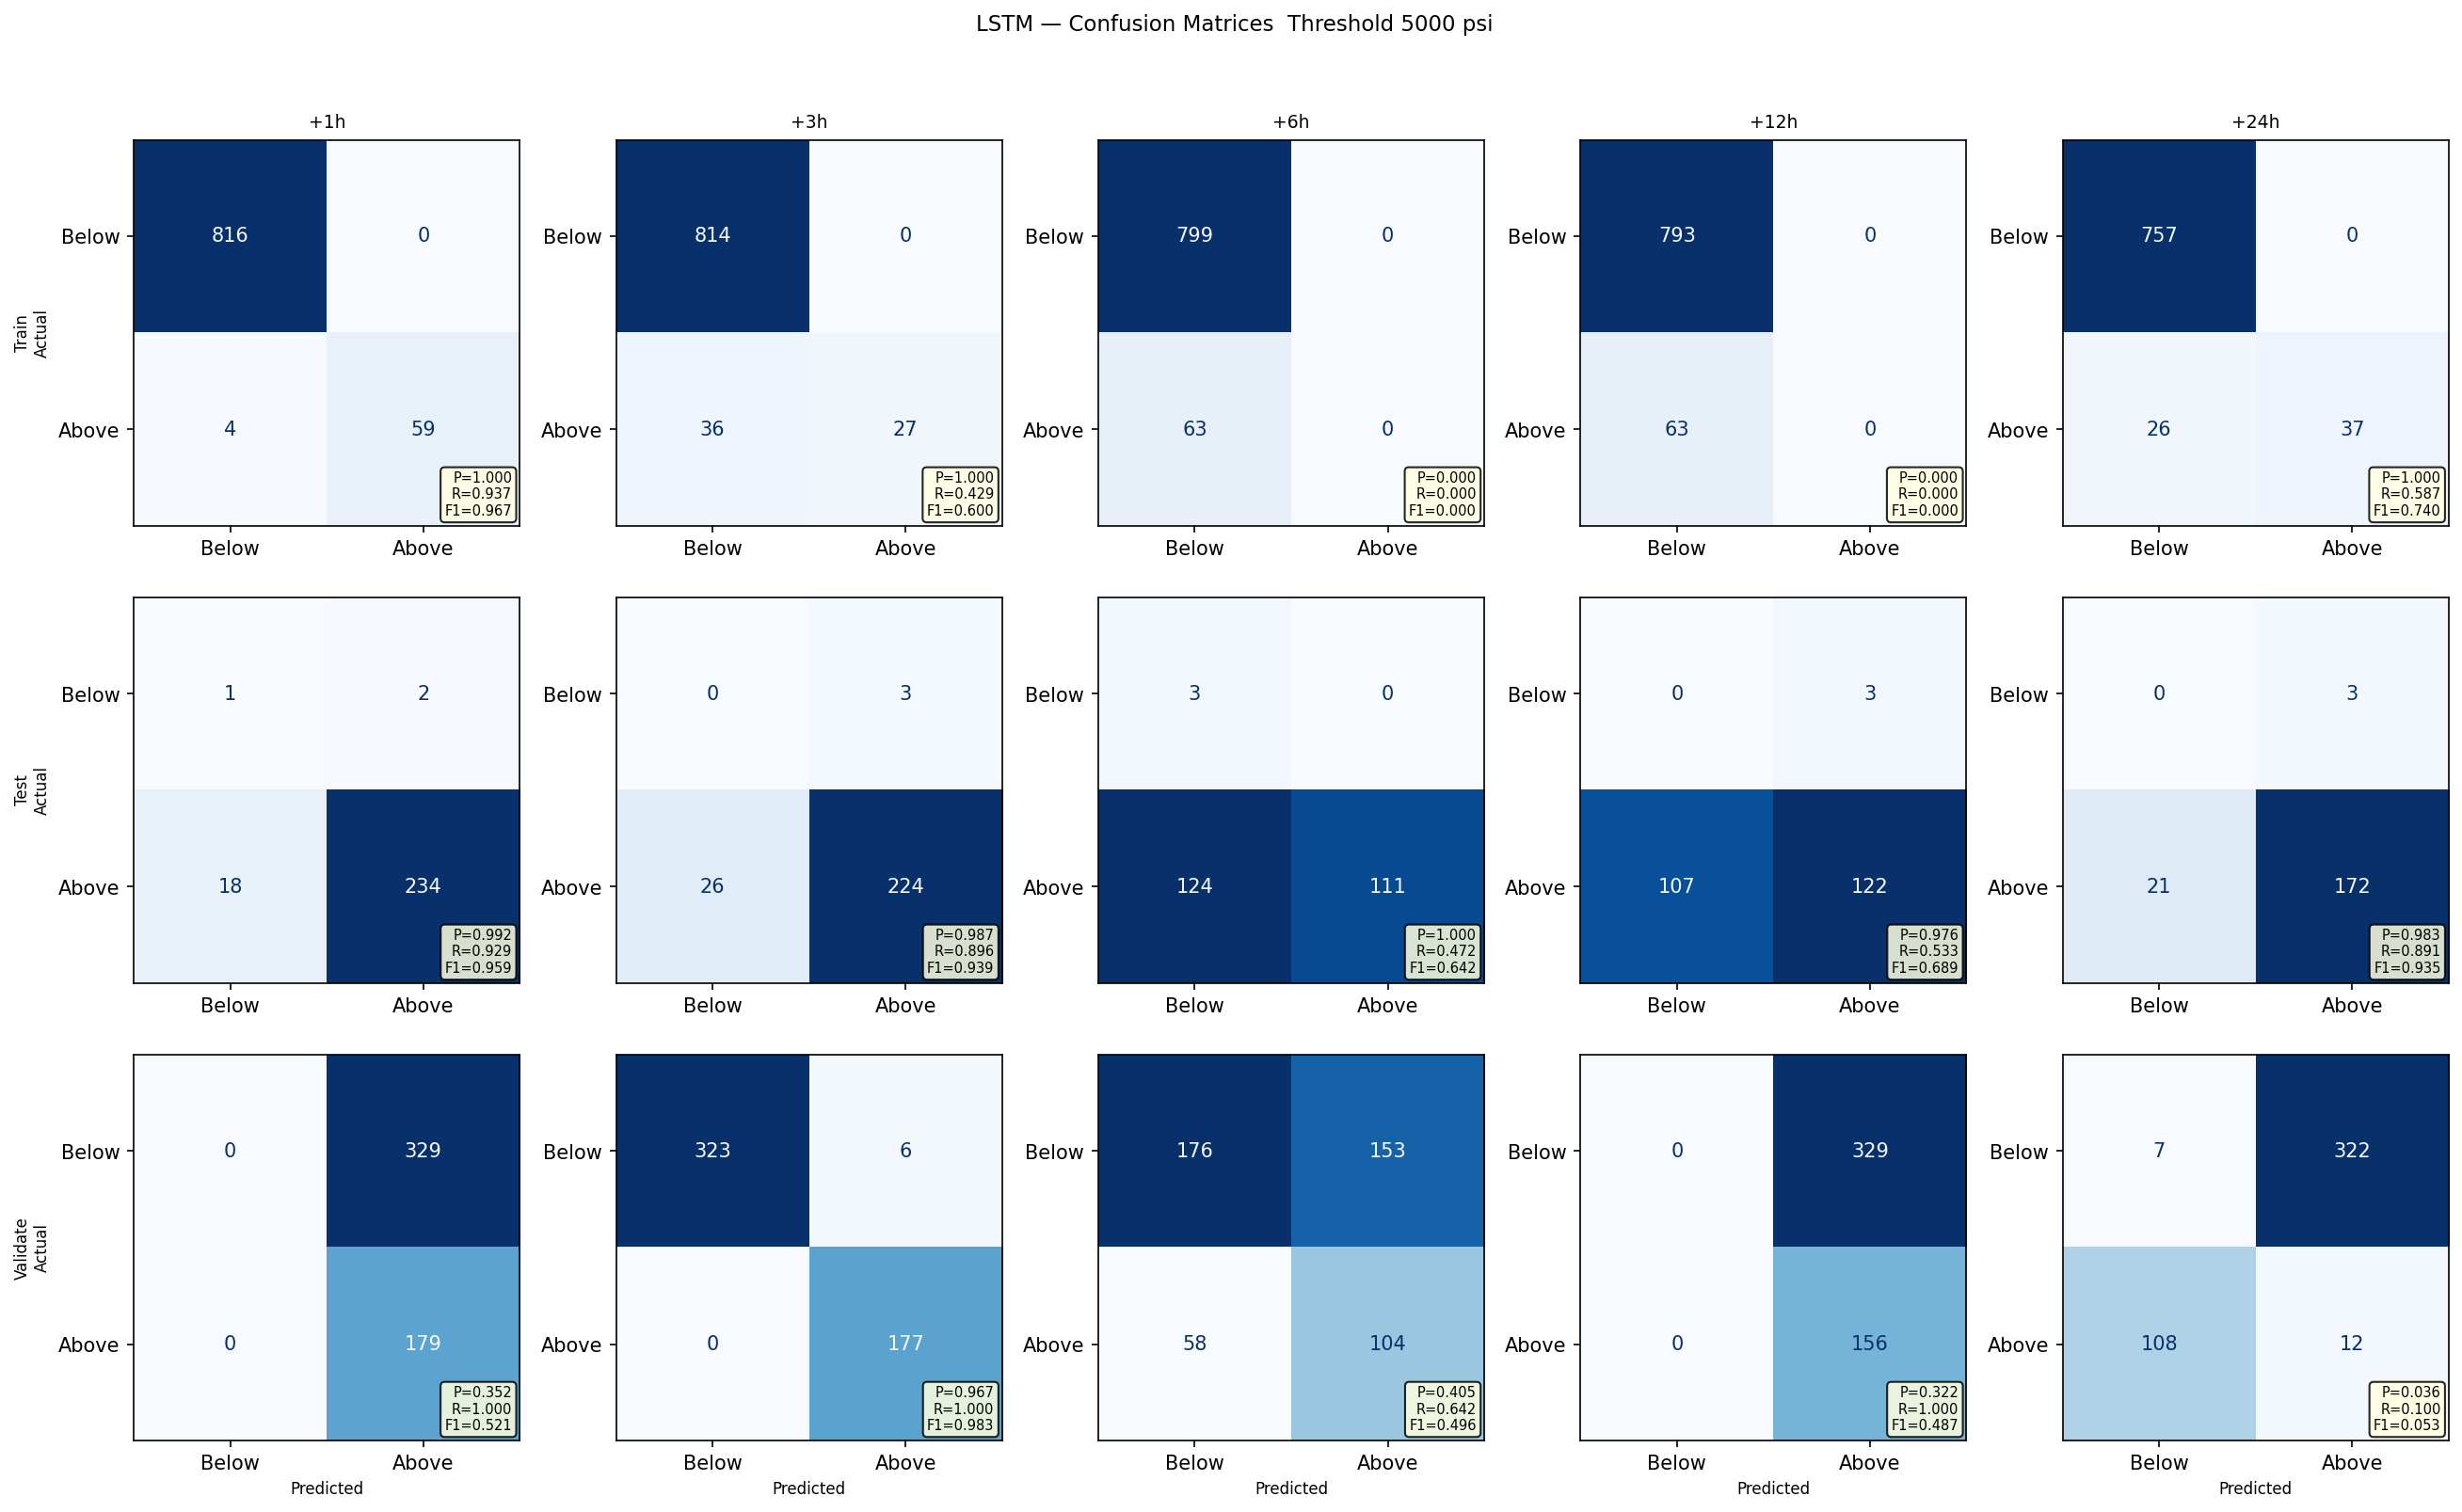 LSTM — Confusion Matrices  Threshold 5000 psi
+1h +3h +6h +12h +24h
Train
Actual
Below 816 0 Below 814 0 Below 799 0 Below 793 0 Below 757 0
Above 4 59 Above 36 27 Above 63 0 Above 63 0 Above 26 37
P=1.000 P=1.000 P=0.000 P=0.000 P=1.000
R=0.937 R=0.429 R=0.000 R=0.000 R=0.587
F1=0.967 F1=0.600 F1=0.000 F1=0.000 F1=0.740
Below Above Below Above Below Above Below Above Below Above
Test
Actual
Below 1 2 Below 0 3 Below 3 0 Below 0 3 Below 0 3
Above 18 234 Above 26 224 Above 124 111 Above 107 122 Above 21 172
P=0.992 P=0.987 P=1.000 P=0.976 P=0.983
R=0.929 R=0.896 R=0.472 R=0.533 R=0.891
F1=0.959 F1=0.939 F1=0.642 F1=0.689 F1=0.935
Below Above Below Above Below Above Below Above Below Above
Validate
Actual
Below 0 329 Below 323 6 Below 176 153 Below 0 329 Below 7 322
Above 0 179 Above 0 177 Above 58 104 Above 0 156 Above 108 12
P=0.352 P=0.967 P=0.405 P=0.322 P=0.036
R=1.000 R=1.000 R=0.642 R=1.000 R=0.100
F1=0.521 F1=0.983 F1=0.496 F1=0.487 F1=0.053
Below Above Below Above Below Above Below Above Below Above
Predicted Predicted Predicted Predicted Predicted